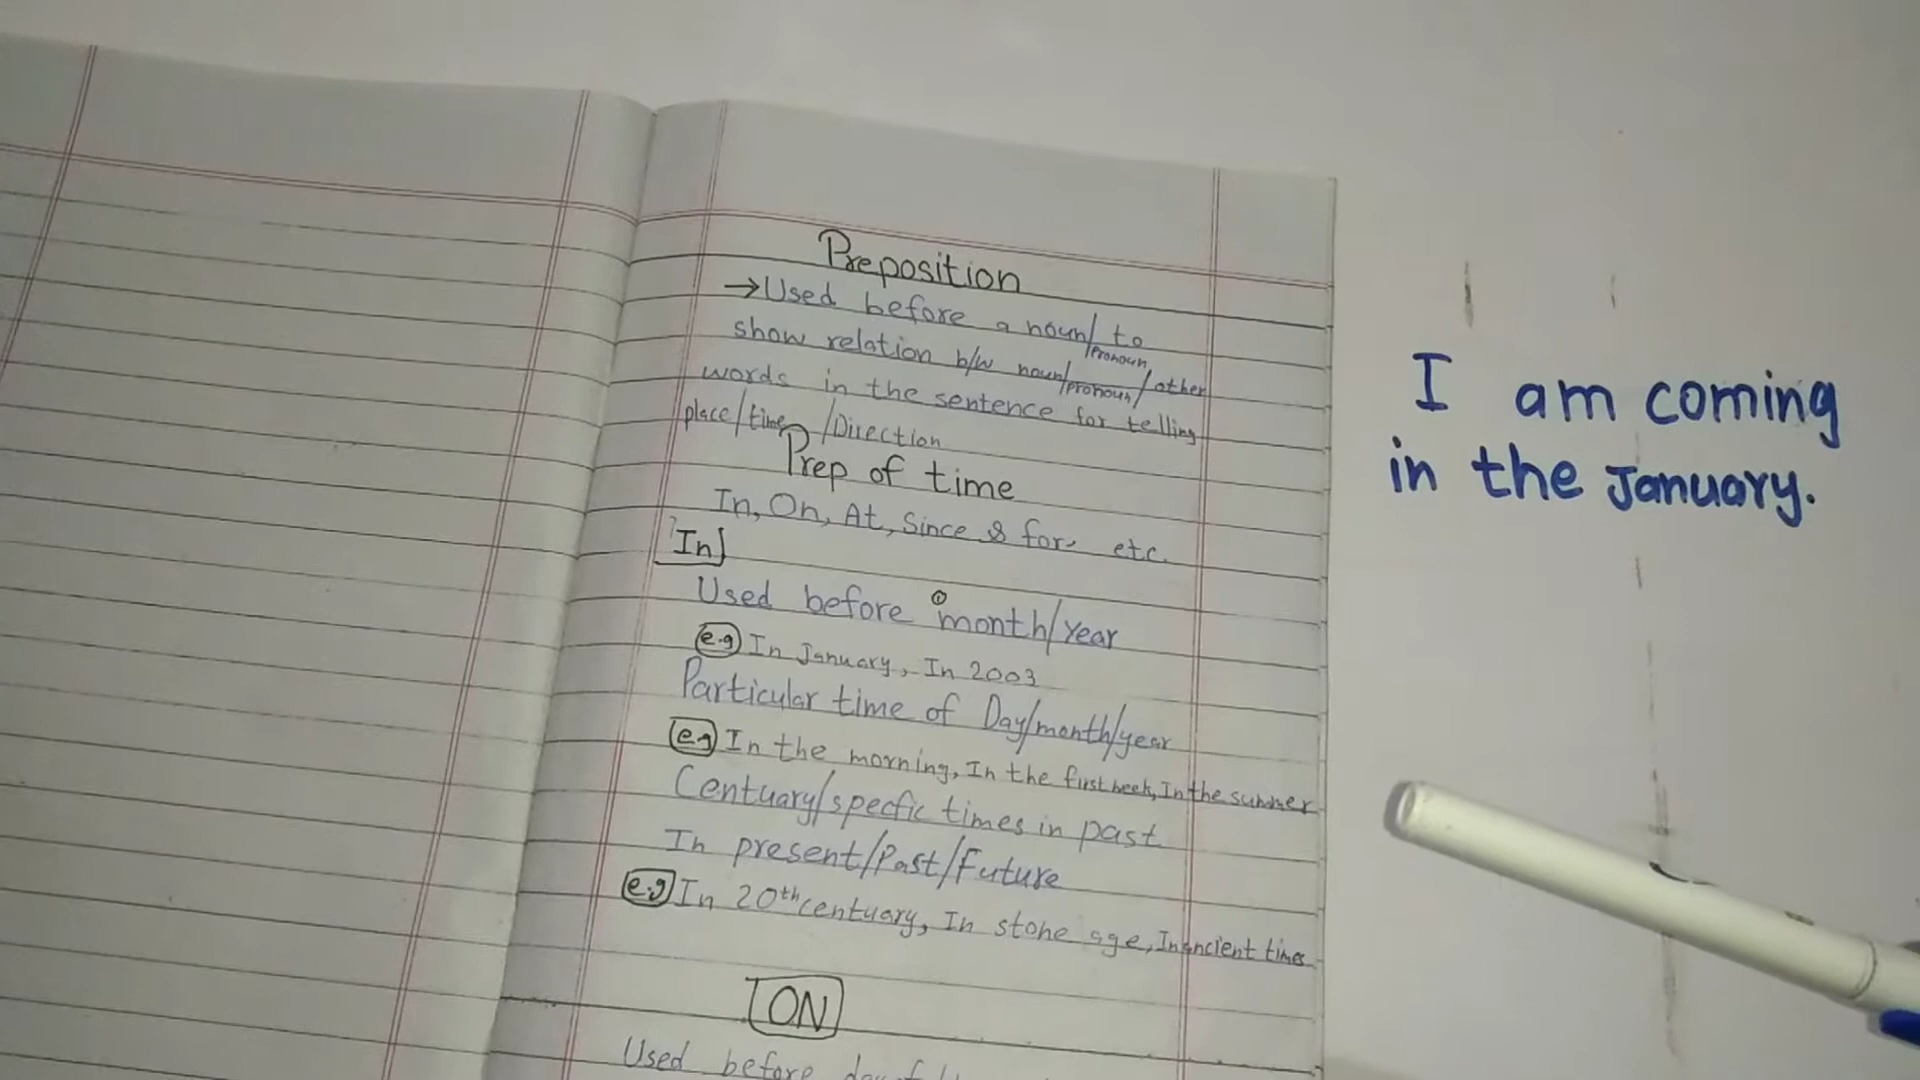 Preposition
→ Used before a noun/pronoun to
show relation b/w noun/pronoun/other
words in the sentence for telling
place/time/Direction
Prep of time
In, On, At, Since & for etc.
In
Used before ① month/year
e.g In January, In 2003
Particular time of Day/month/year
e.g In the morning, In the first week, In the summer
Centuary/specfic times in past
In present/Past/Future
e.g In 20th centuary, In stone age, In ancient times
ON
Used before
I am coming
in the January.